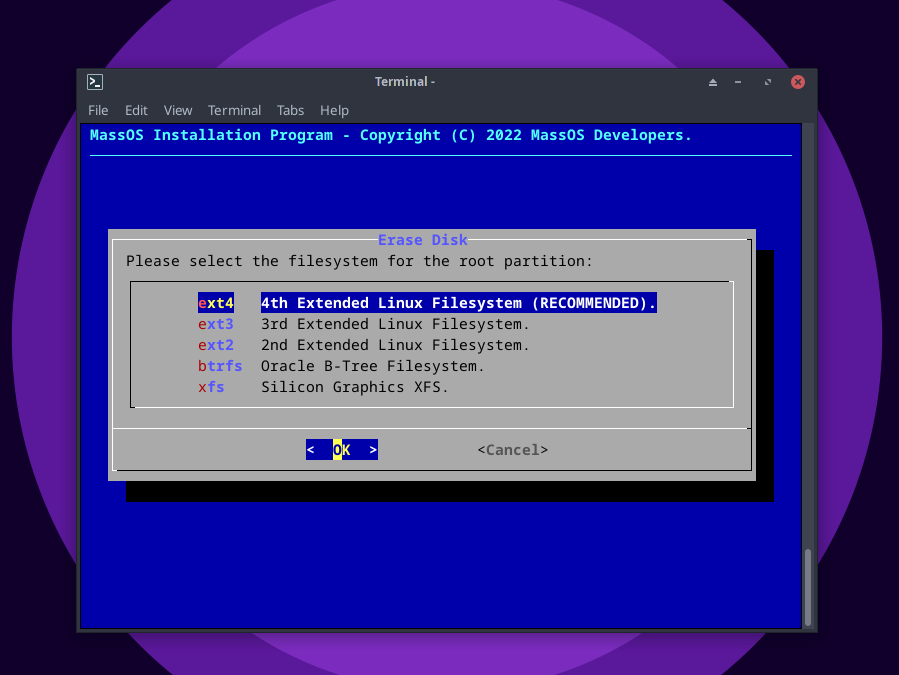 Terminal -
File Edit View Terminal Tabs Help
MassOS Installation Program - Copyright (C) 2022 MassOS Developers.
Erase Disk
Please select the filesystem for the root partition:
ext4 4th Extended Linux Filesystem (RECOMMENDED).
ext3 3rd Extended Linux Filesystem.
ext2 2nd Extended Linux Filesystem.
btrfs Oracle B-Tree Filesystem.
xfs Silicon Graphics XFS.
< OK > <Cancel>